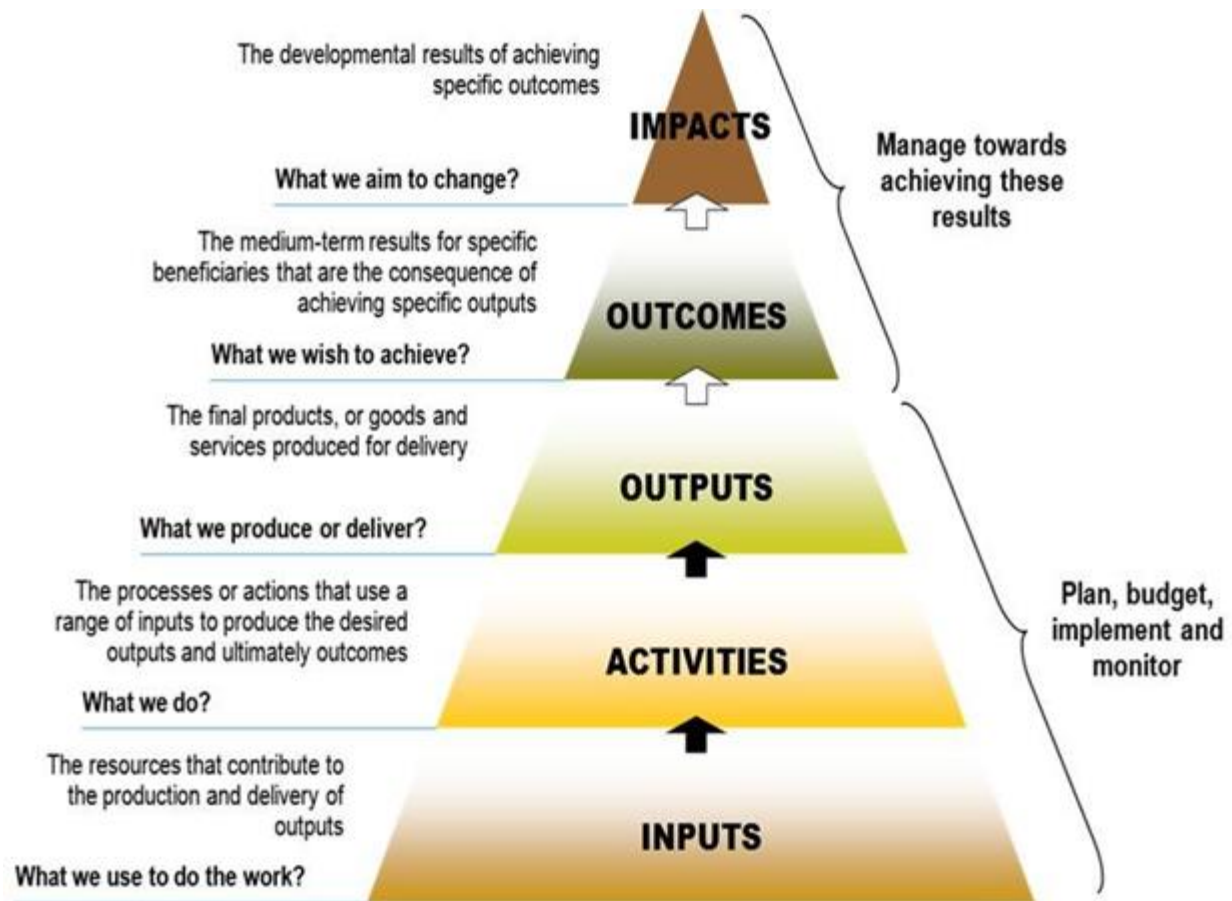 The developmental results of achieving
specific outcomes
IMPACTS
What we aim to change?
Manage towards
achieving these
results
The medium-term results for specific
beneficiaries that are the consequence of
achieving specific outputs
OUTCOMES
What we wish to achieve?
The final products, or goods and
services produced for delivery
OUTPUTS
What we produce or deliver?
The processes or actions that use a
range of inputs to produce the desired
outputs and ultimately outcomes
ACTIVITIES
What we do?
Plan, budget,
implement and
monitor
The resources that contribute to
the production and delivery of
outputs
INPUTS
What we use to do the work?